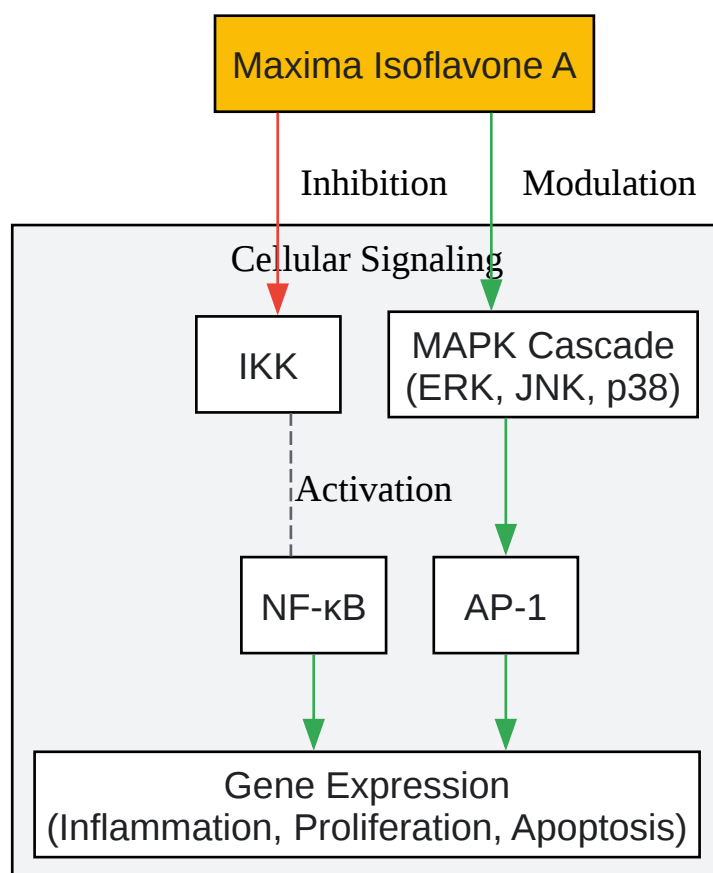 Maxima Isoflavone A
Inhibition
Modulation
Cellular Signaling
IKK
MAPK Cascade
(ERK, JNK, p38)
Activation
NF-κB
AP-1
Gene Expression
(Inflammation, Proliferation, Apoptosis)